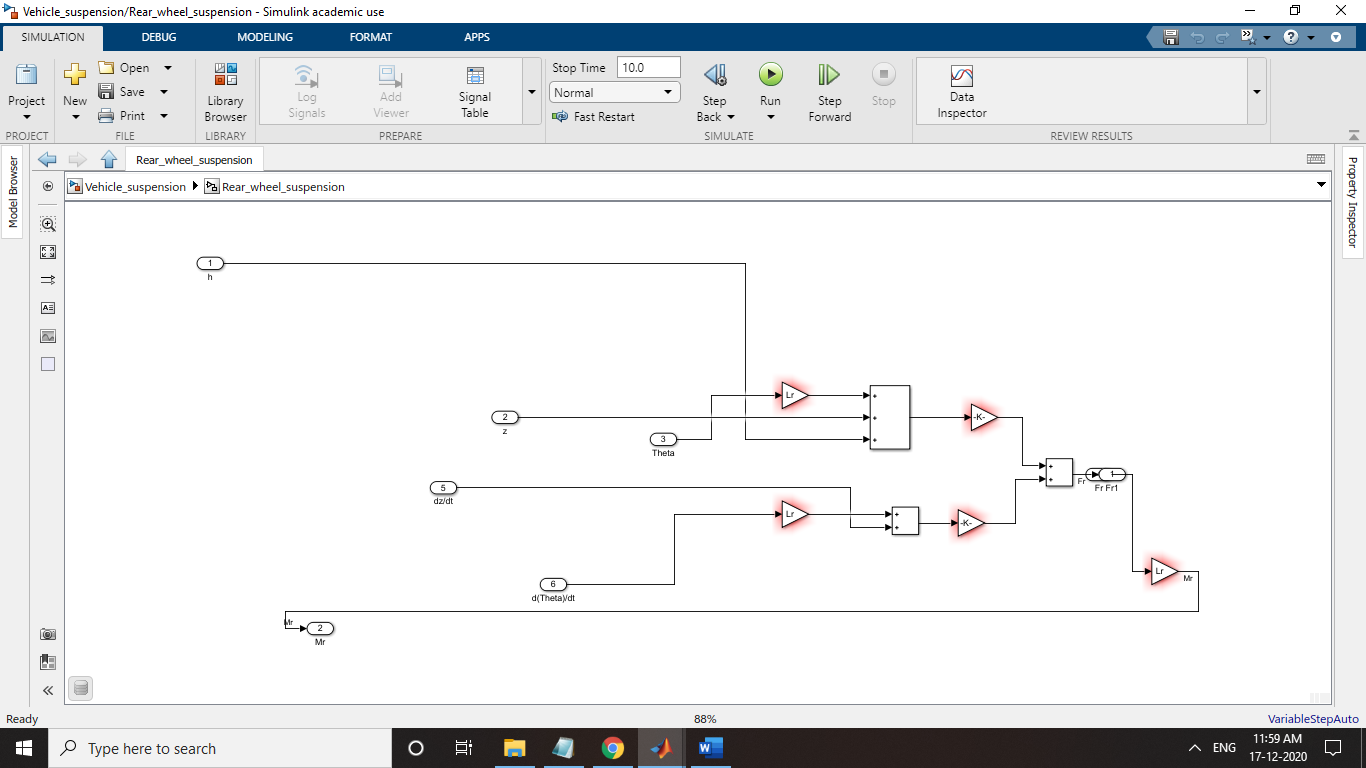 Vehicle_suspension/Rear_wheel_suspension - Simulink academic use
SIMULATION DEBUG MODELING FORMAT APPS
Project
PROJECT
New
Open
Save
Print
FILE
Library
Browser
LIBRARY
Log
Signals
Add
Viewer
Signal
Table
PREPARE
Stop Time 10.0
Normal
Fast Restart
Step
Back
Run
Step
Forward
Stop
SIMULATE
Data
Inspector
REVIEW RESULTS
Model Browser
Rear_wheel_suspension
Vehicle_suspension Rear_wheel_suspension
Property Inspector
1
h
Lr
+
+
+
2
z
3
Theta
-K-
5
dz/dt
Lr
+
+
-K-
+
+
Fr
1
Fr Fr1
6
d(Theta)/dt
Lr
Mr
Mr
2
Mr
Ready 88% VariableStepAuto
Type here to search
ENG
11:59 AM
17-12-2020